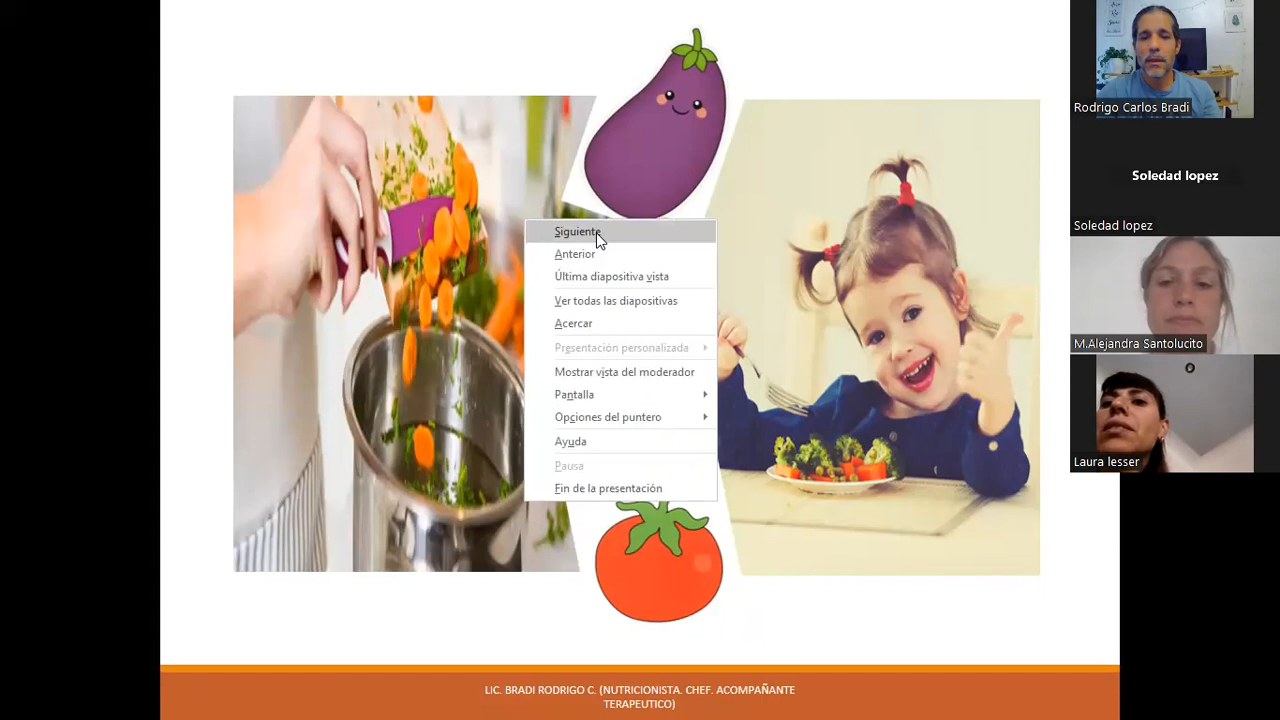 Siguiente
Anterior
Última diapositiva vista
Ver todas las diapositivas
Acercar
Presentación personalizada
Mostrar vista del moderador
Pantalla
Opciones del puntero
Ayuda
Pausa
Fin de la presentación
LIC. BRADI RODRIGO C. (NUTRICIONISTA. CHEF. ACOMPAÑANTE
TERAPEUTICO)
Rodrigo Carlos Bradi
Soledad lopez
Soledad lopez
M.Alejandra Santolucito
Laura lesser